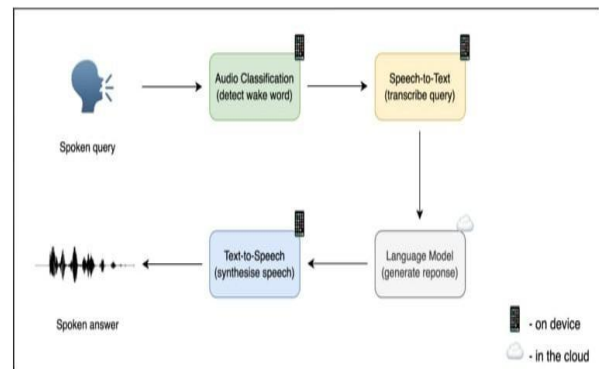 Audio Classification
(detect wake word)
Speech-to-Text
(transcribe query)
Spoken query
Text-to-Speech
(synthesise speech)
Language Model
(generate reponse)
Spoken answer
- on device
- in the cloud